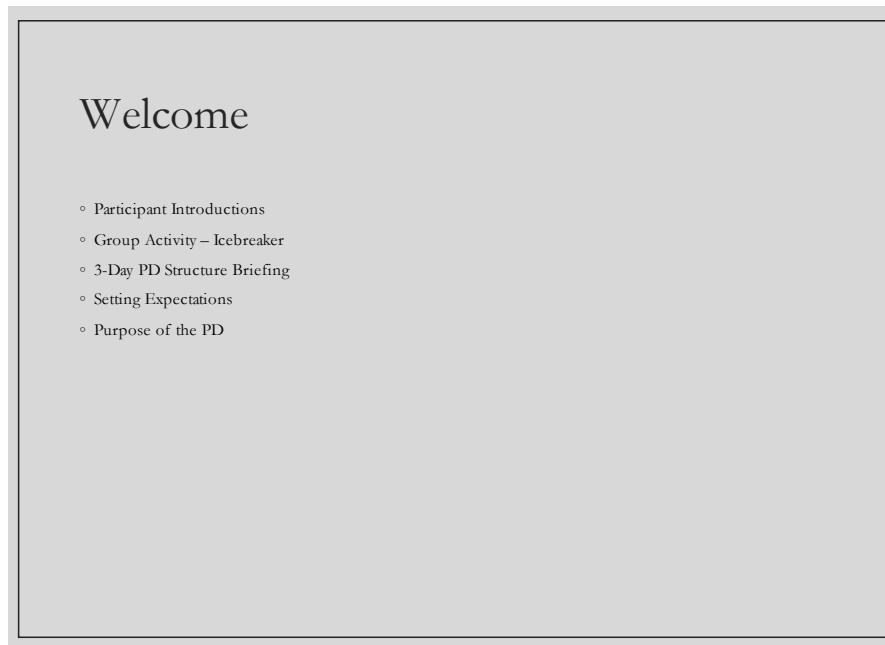 Welcome
◦ Participant Introductions
◦ Group Activity – Icebreaker
◦ 3-Day PD Structure Briefing
◦ Setting Expectations
◦ Purpose of the PD